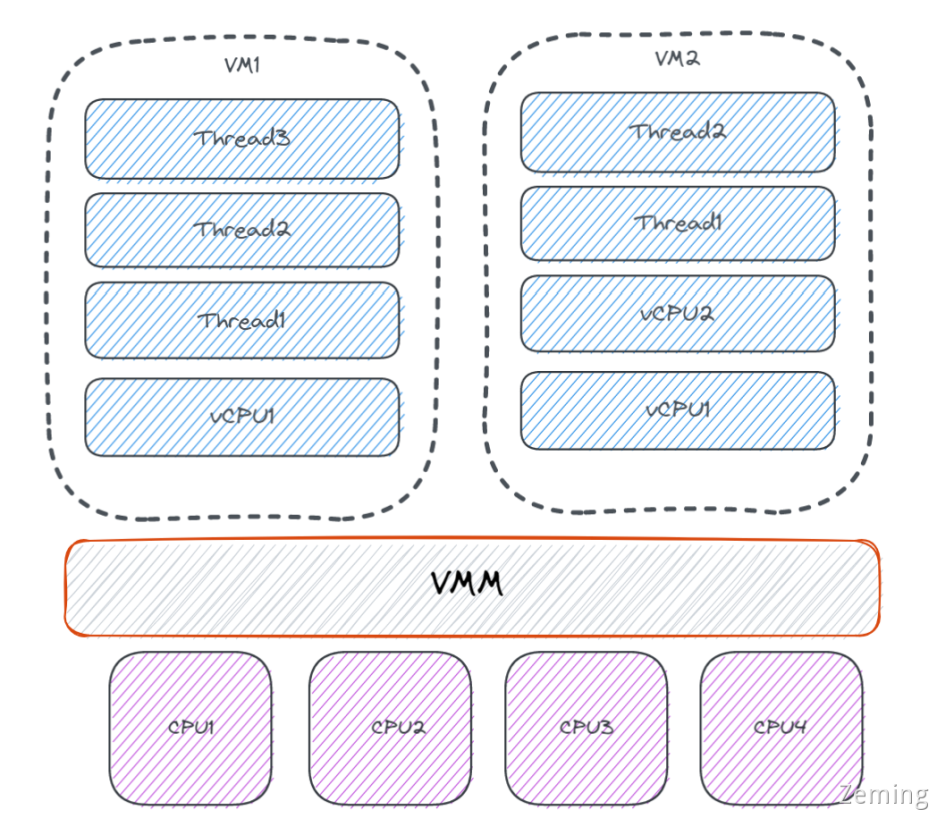 VM1
Thread3
Thread2
Thread1
vCPU1
VM2
Thread2
Thread1
vCPU2
vCPU1
VMM
CPU1
CPU2
CPU3
CPU4
Zeming